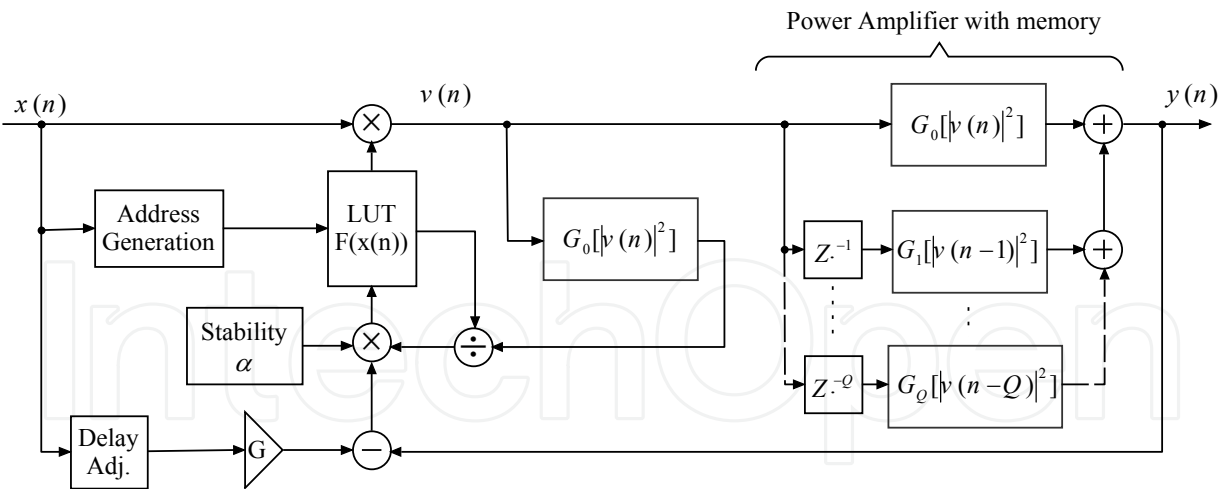 Power Amplifier with memory
x(n)
v(n)
y(n)
×
G₀[|v(n)|²]
+
Address
Generation
LUT
F(x(n))
G₀[|v(n)|²]
Z.⁻¹
G₁[|v(n−1)|²]
+
Stability
α
×
÷
Z.⁻Q
G_Q[|v(n−Q)|²]
Delay
Adj.
G
−
IntechOpen